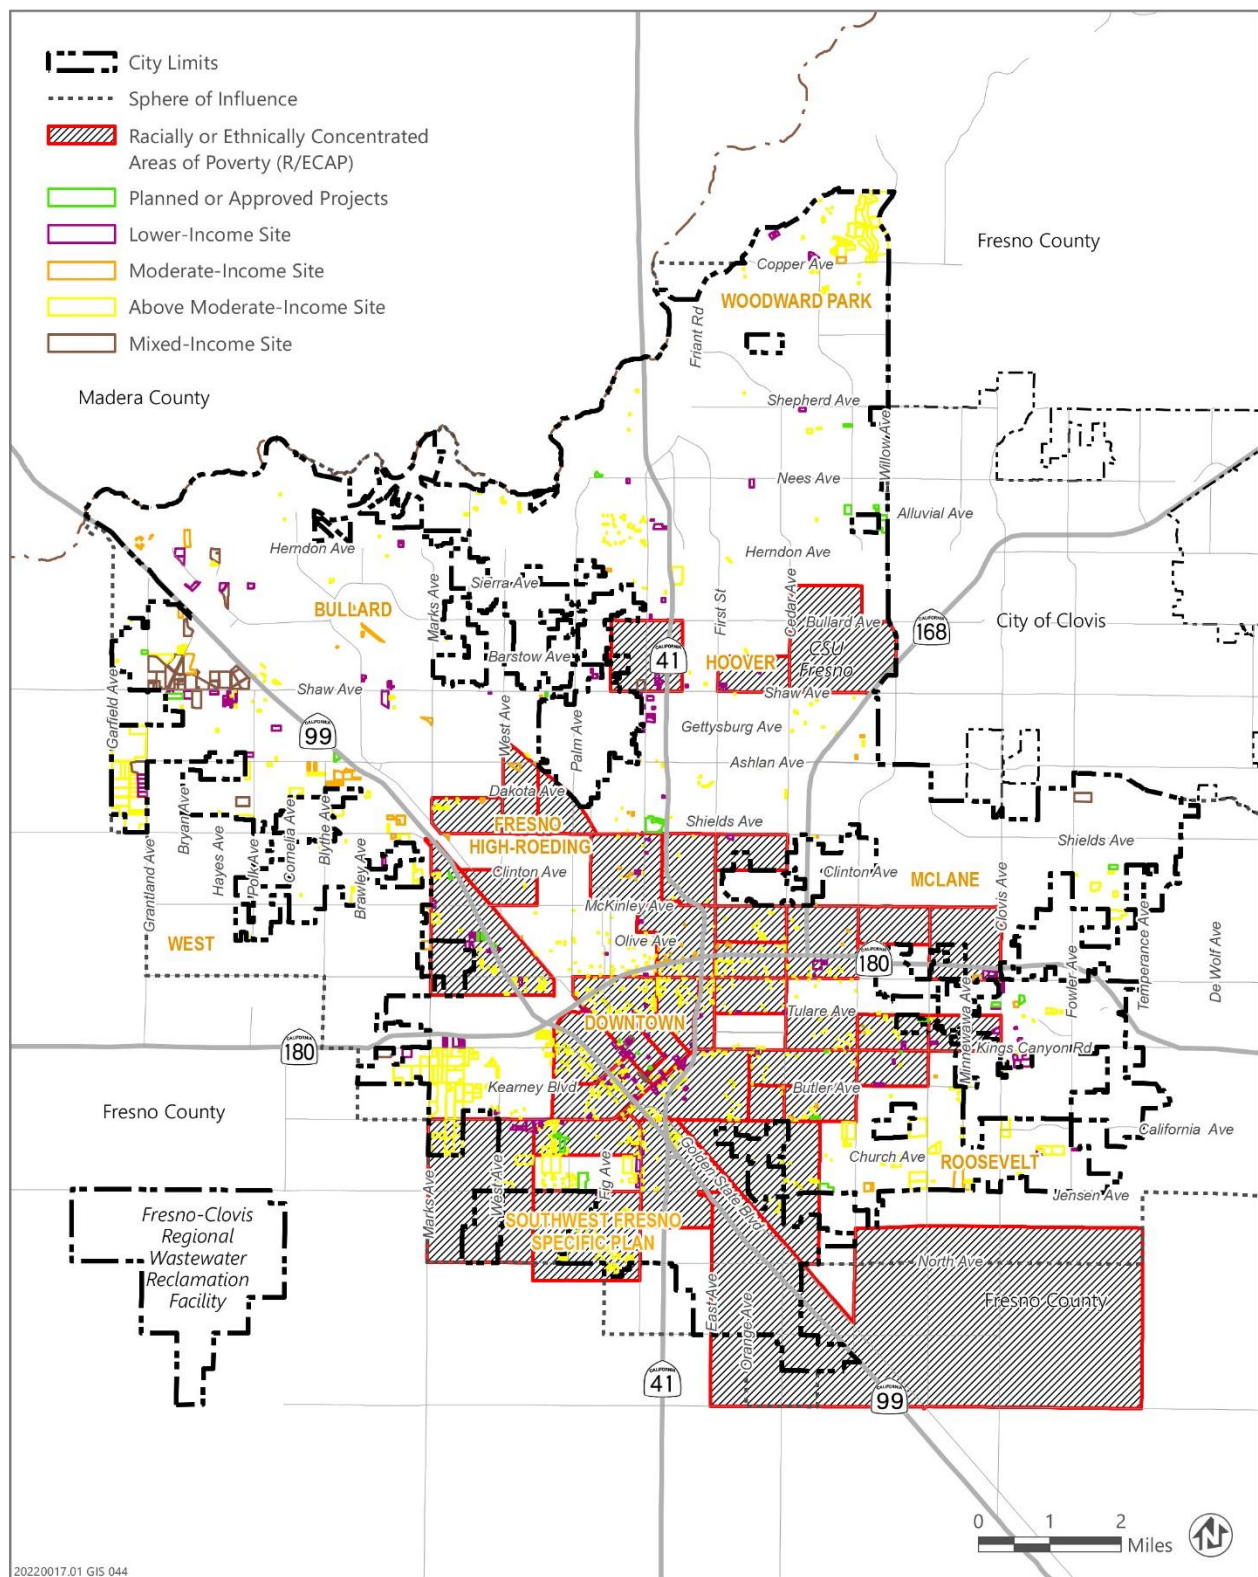 City Limits
Sphere of Influence
Racially or Ethnically Concentrated
Areas of Poverty (R/ECAP)
Planned or Approved Projects
Lower-Income Site
Moderate-Income Site
Above Moderate-Income Site
Mixed-Income Site
Fresno County
Copper Ave
WOODWARD PARK
Friant Rd
Madera County
Shepherd Ave
Willow Ave
Nees Ave
Alluvial Ave
Herndon Ave
Herndon Ave
Sierra Ave
Marks Ave
BULLARD
First St
Cedar Ave
Bullard Ave
CALIFORNIA
168
City of Clovis
CSU
Fresno
CALIFORNIA
41
HOOVER
Barstow Ave
Shaw Ave
Shaw Ave
Garfield Ave
CALIFORNIA
99
West Ave
Palm Ave
Gettysburg Ave
Ashlan Ave
Dakota Ave
FRESNO
HIGH-ROEDING
Shields Ave
Shields Ave
Bryan Ave
Hayes Ave
Polk Ave
Cornelia Ave
Blythe Ave
Brawley Ave
Grantland Ave
Clinton Ave
Clinton Ave
MCLANE
Clovis Ave
McKinley Ave
WEST
Olive Ave
CALIFORNIA
180
Minnewawa Ave
Fowler Ave
Temperance Ave
De Wolf Ave
DOWNTOWN
Tulare Ave
CALIFORNIA
180
Kings Canyon Rd
Kearney Blvd
Butler Ave
Fresno County
California Ave
Church Ave
ROOSEVELT
Golden State Blvd
Marks Ave
West Ave
Fig Ave
Jensen Ave
Fresno-Clovis
Regional
Wastewater
Reclamation
Facility
SOUTHWEST FRESNO
SPECIFIC PLAN
North Ave
Fresno County
East Ave
Orange Ave
CALIFORNIA
41
CALIFORNIA
99
0 1 2
Miles
N
20220017.01 GIS 044